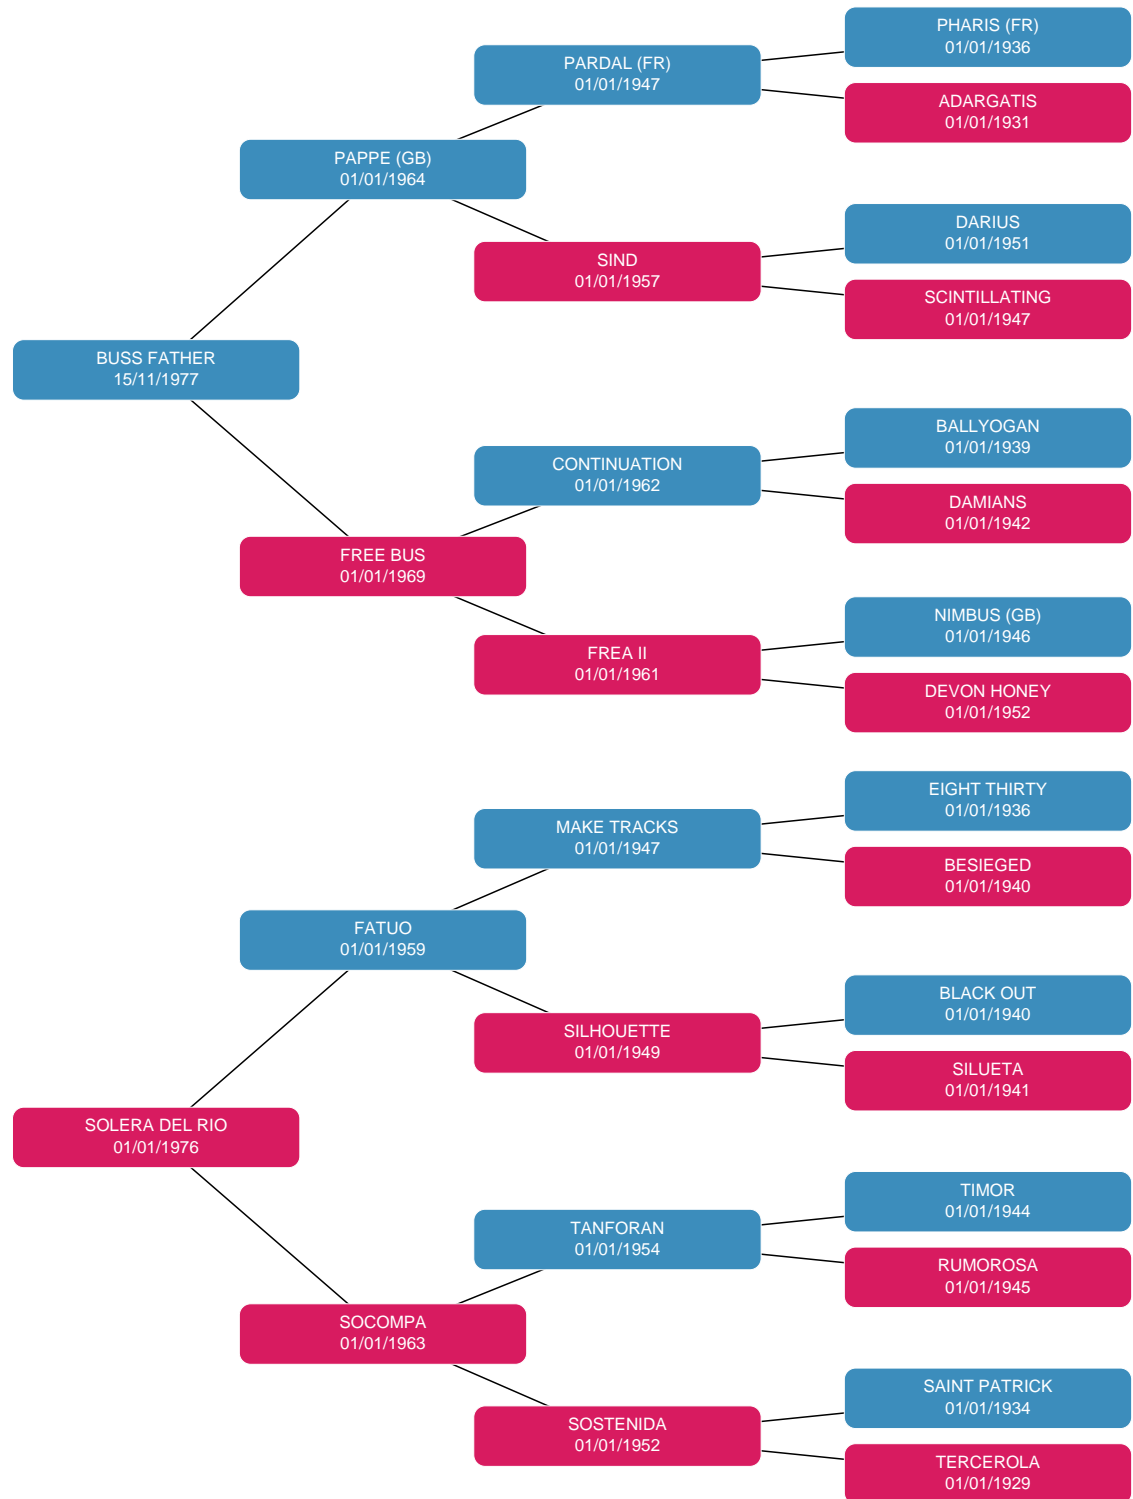 PHARIS (FR)
01/01/1936
PARDAL (FR)
01/01/1947
ADARGATIS
01/01/1931
PAPPE (GB)
01/01/1964
DARIUS
01/01/1951
SIND
01/01/1957
SCINTILLATING
01/01/1947
BUSS FATHER
15/11/1977
BALLYOGAN
01/01/1939
CONTINUATION
01/01/1962
DAMIANS
01/01/1942
FREE BUS
01/01/1969
NIMBUS (GB)
01/01/1946
FREA II
01/01/1961
DEVON HONEY
01/01/1952
EIGHT THIRTY
01/01/1936
MAKE TRACKS
01/01/1947
BESIEGED
01/01/1940
FATUO
01/01/1959
BLACK OUT
01/01/1940
SILHOUETTE
01/01/1949
SILUETA
01/01/1941
SOLERA DEL RIO
01/01/1976
TIMOR
01/01/1944
TANFORAN
01/01/1954
RUMOROSA
01/01/1945
SOCOMPA
01/01/1963
SAINT PATRICK
01/01/1934
SOSTENIDA
01/01/1952
TERCEROLA
01/01/1929